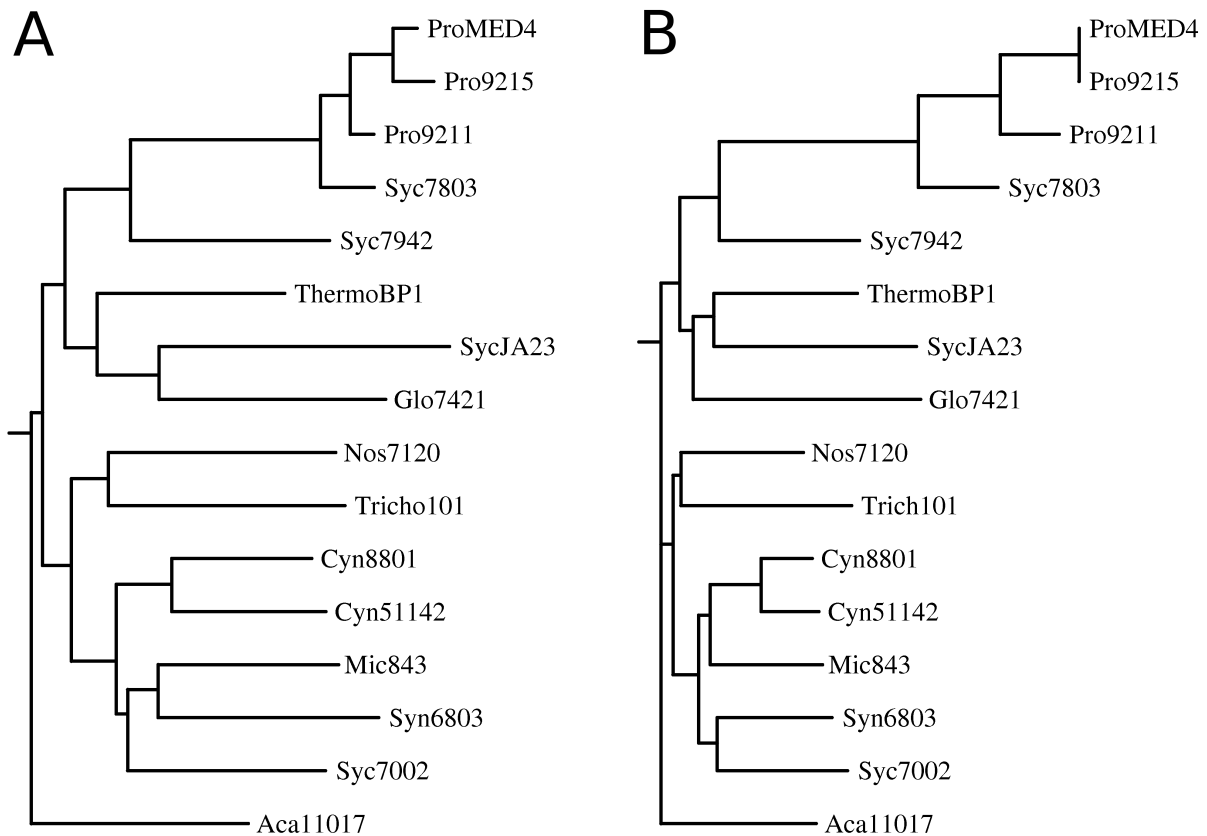 A
ProMED4
Pro9215
Pro9211
Syc7803
Syc7942
ThermoBP1
SycJA23
Glo7421
Nos7120
Tricho101
Cyn8801
Cyn51142
Mic843
Syn6803
Syc7002
Aca11017
B
ProMED4
Pro9215
Pro9211
Syc7803
Syc7942
ThermoBP1
SycJA23
Glo7421
Nos7120
Trich101
Cyn8801
Cyn51142
Mic843
Syn6803
Syc7002
Aca11017